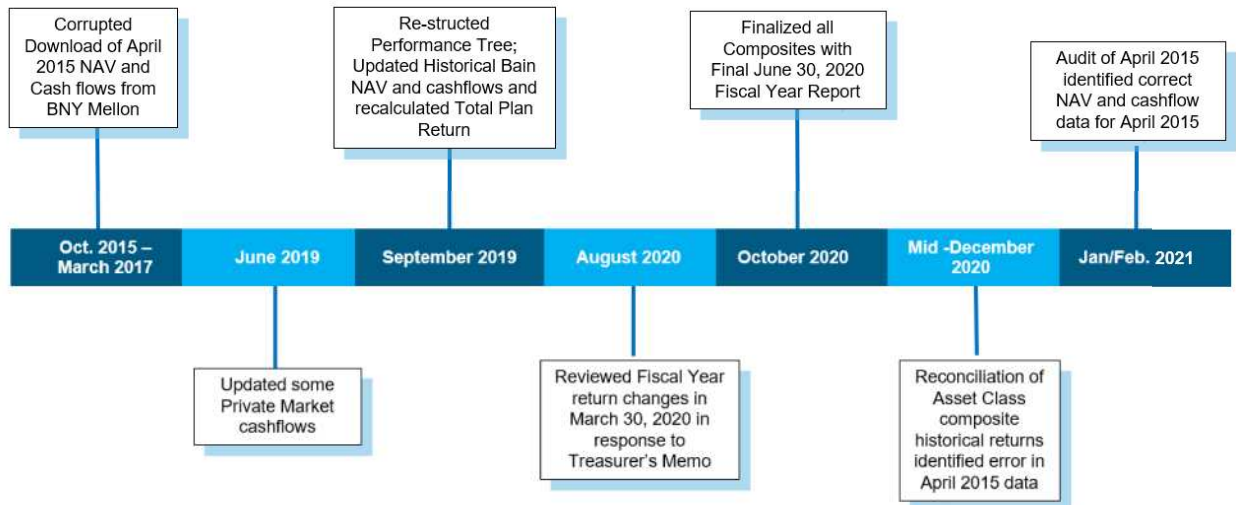 Corrupted
Download of April
2015 NAV and
Cash flows from
BNY Mellon
Re-structed
Performance Tree;
Updated Historical Bain
NAV and cashflows and
recalculated Total Plan
Return
Finalized all
Composites with
Final June 30, 2020
Fiscal Year Report
Audit of April 2015
identified correct
NAV and cashflow
data for April 2015
Oct. 2015 –
March 2017
June 2019
September 2019
August 2020
October 2020
Mid -December
2020
Jan/Feb. 2021
Updated some
Private Market
cashflows
Reviewed Fiscal Year
return changes in
March 30, 2020 in
response to
Treasurer's Memo
Reconciliation of
Asset Class
composite
historical returns
identified error in
April 2015 data